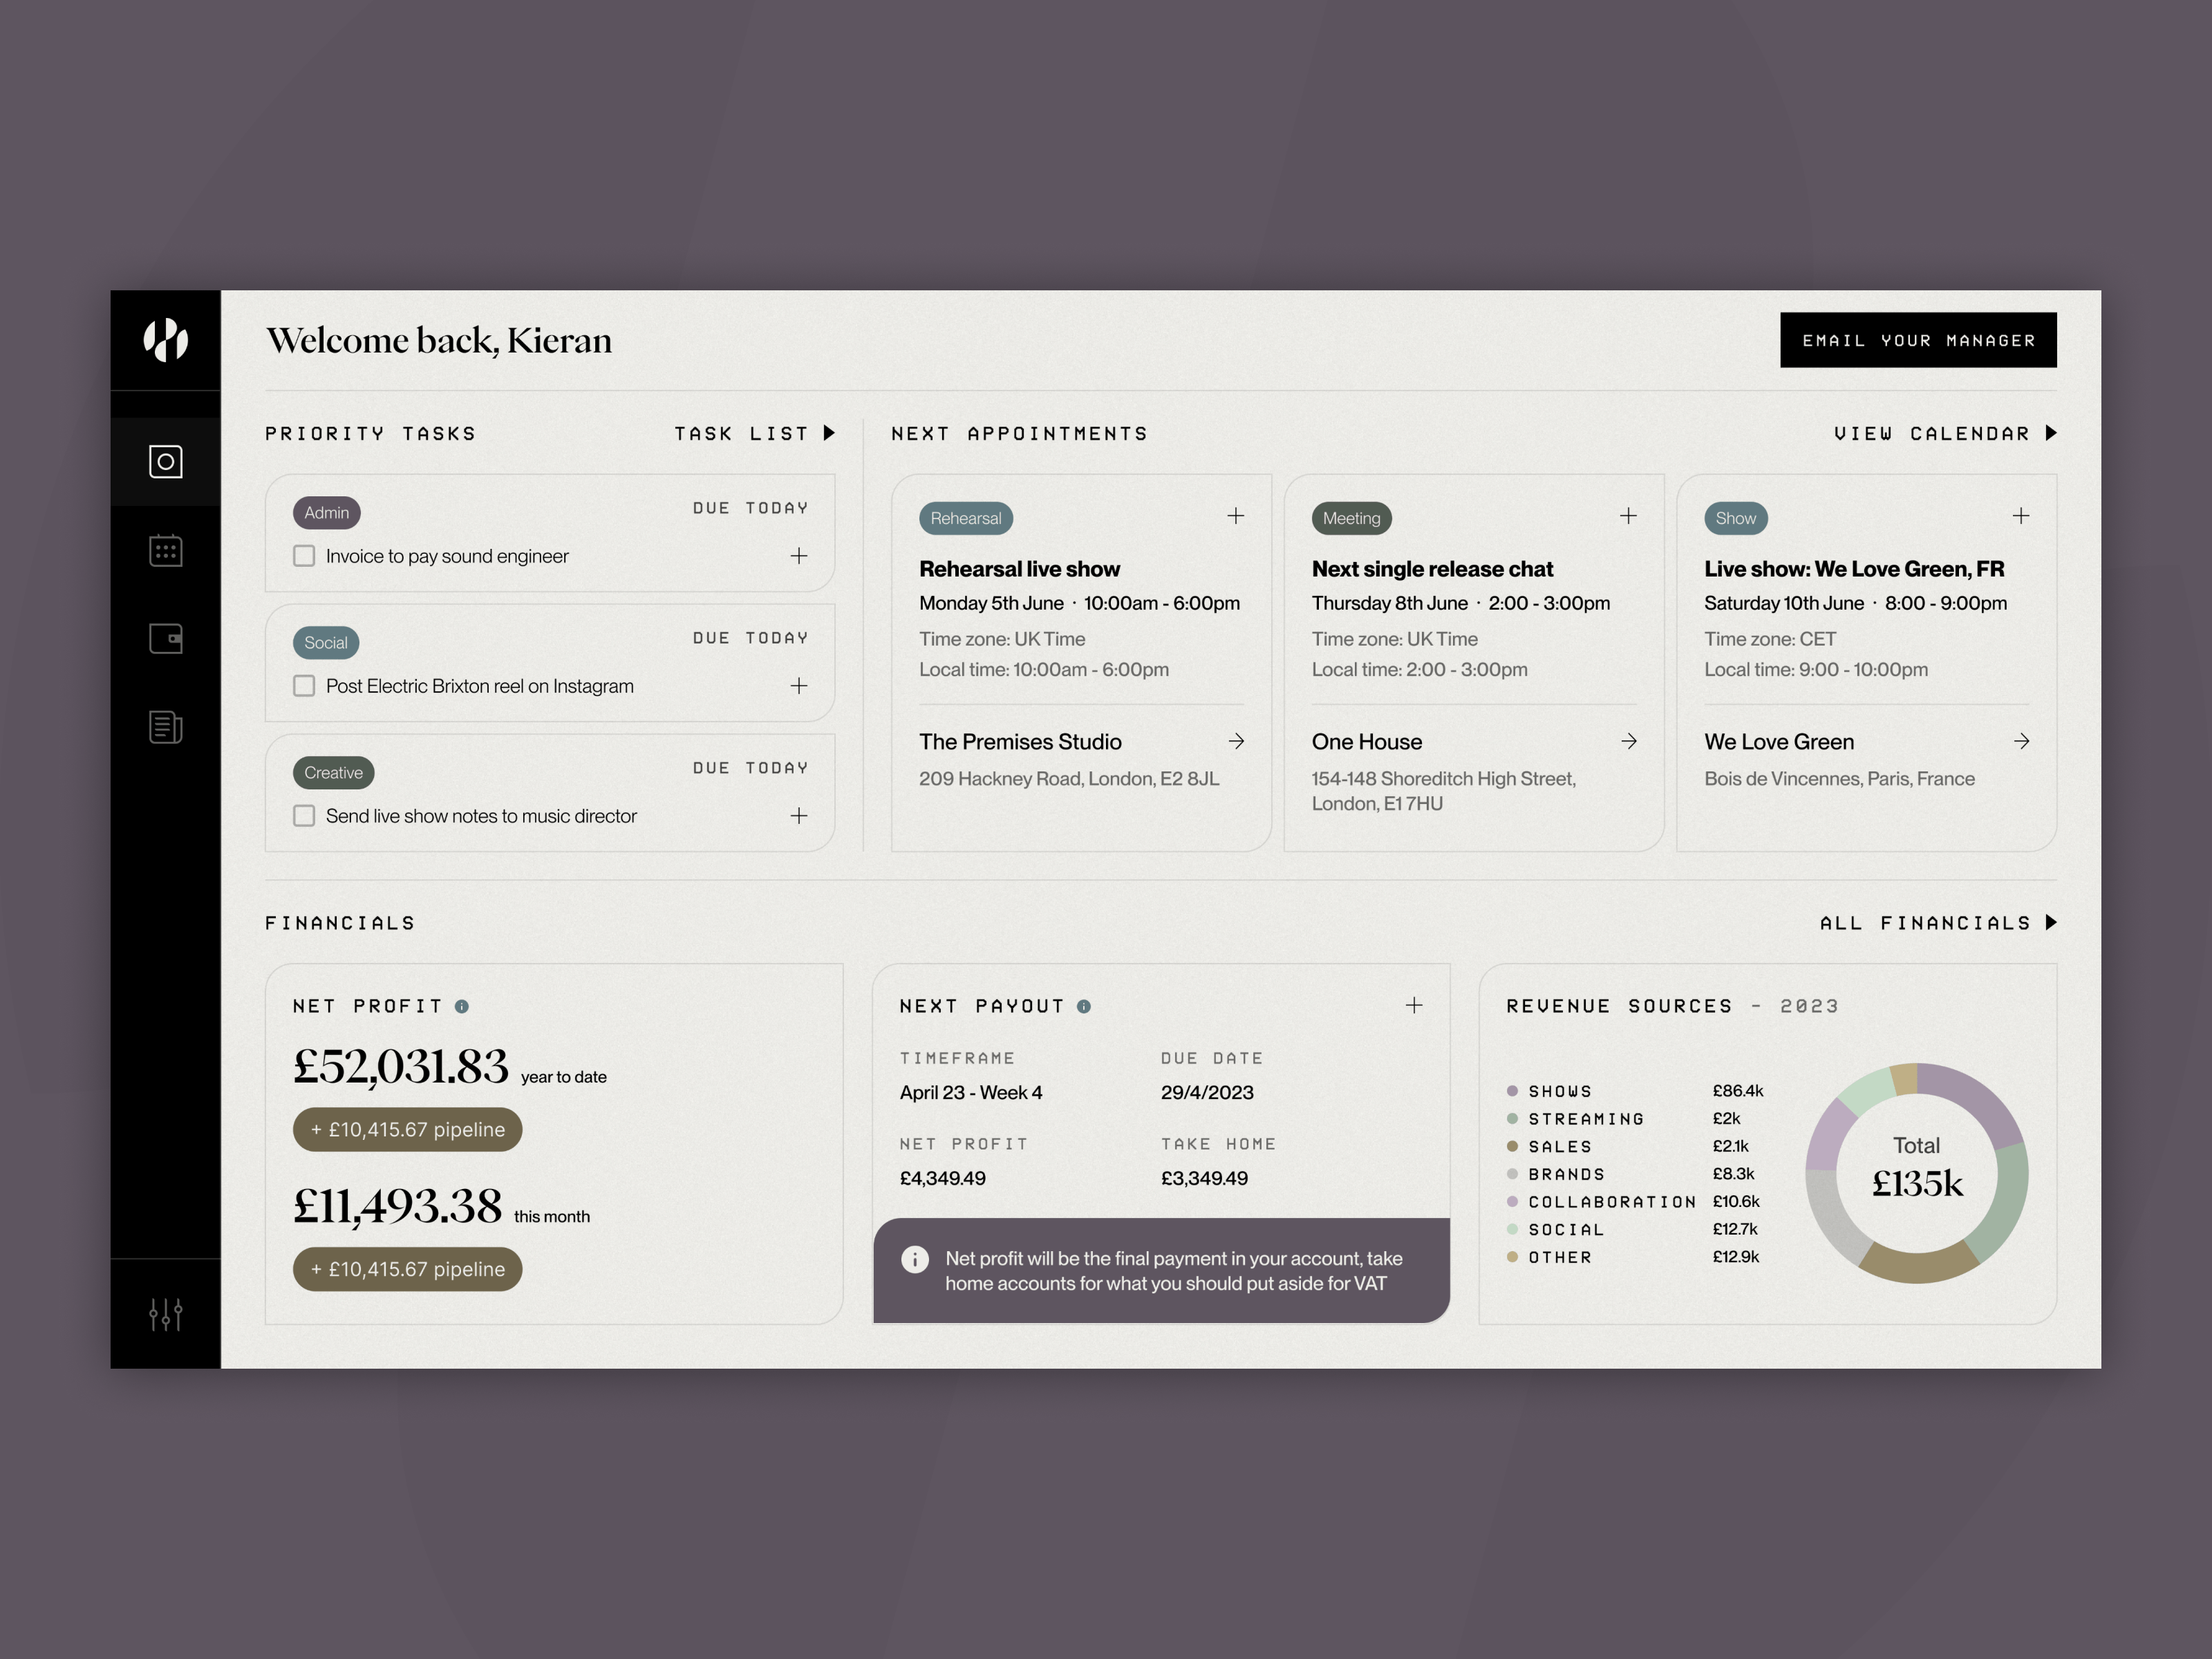 Welcome back, Kieran
EMAIL YOUR MANAGER
PRIORITY TASKS
TASK LIST
Admin
DUE TODAY
Invoice to pay sound engineer
Social
DUE TODAY
Post Electric Brixton reel on Instagram
Creative
DUE TODAY
Send live show notes to music director
NEXT APPOINTMENTS
VIEW CALENDAR
Rehearsal
Rehearsal live show
Monday 5th June · 10:00am - 6:00pm
Time zone: UK Time
Local time: 10:00am - 6:00pm
The Premises Studio
209 Hackney Road, London, E2 8JL
Meeting
Next single release chat
Thursday 8th June · 2:00 - 3:00pm
Time zone: UK Time
Local time: 2:00 - 3:00pm
One House
154-148 Shoreditch High Street,
London, E1 7HU
Show
Live show: We Love Green, FR
Saturday 10th June · 8:00 - 9:00pm
Time zone: CET
Local time: 9:00 - 10:00pm
We Love Green
Bois de Vincennes, Paris, France
FINANCIALS
ALL FINANCIALS
NET PROFIT
£52,031.83 year to date
+ £10,415.67 pipeline
£11,493.38 this month
+ £10,415.67 pipeline
NEXT PAYOUT
TIMEFRAME
April 23 - Week 4
DUE DATE
29/4/2023
NET PROFIT
£4,349.49
TAKE HOME
£3,349.49
Net profit will be the final payment in your account, take
home accounts for what you should put aside for VAT
REVENUE SOURCES - 2023
SHOWS £86.4k
STREAMING £2k
SALES £2.1k
BRANDS £8.3k
COLLABORATION £10.6k
SOCIAL £12.7k
OTHER £12.9k
Total
£135k